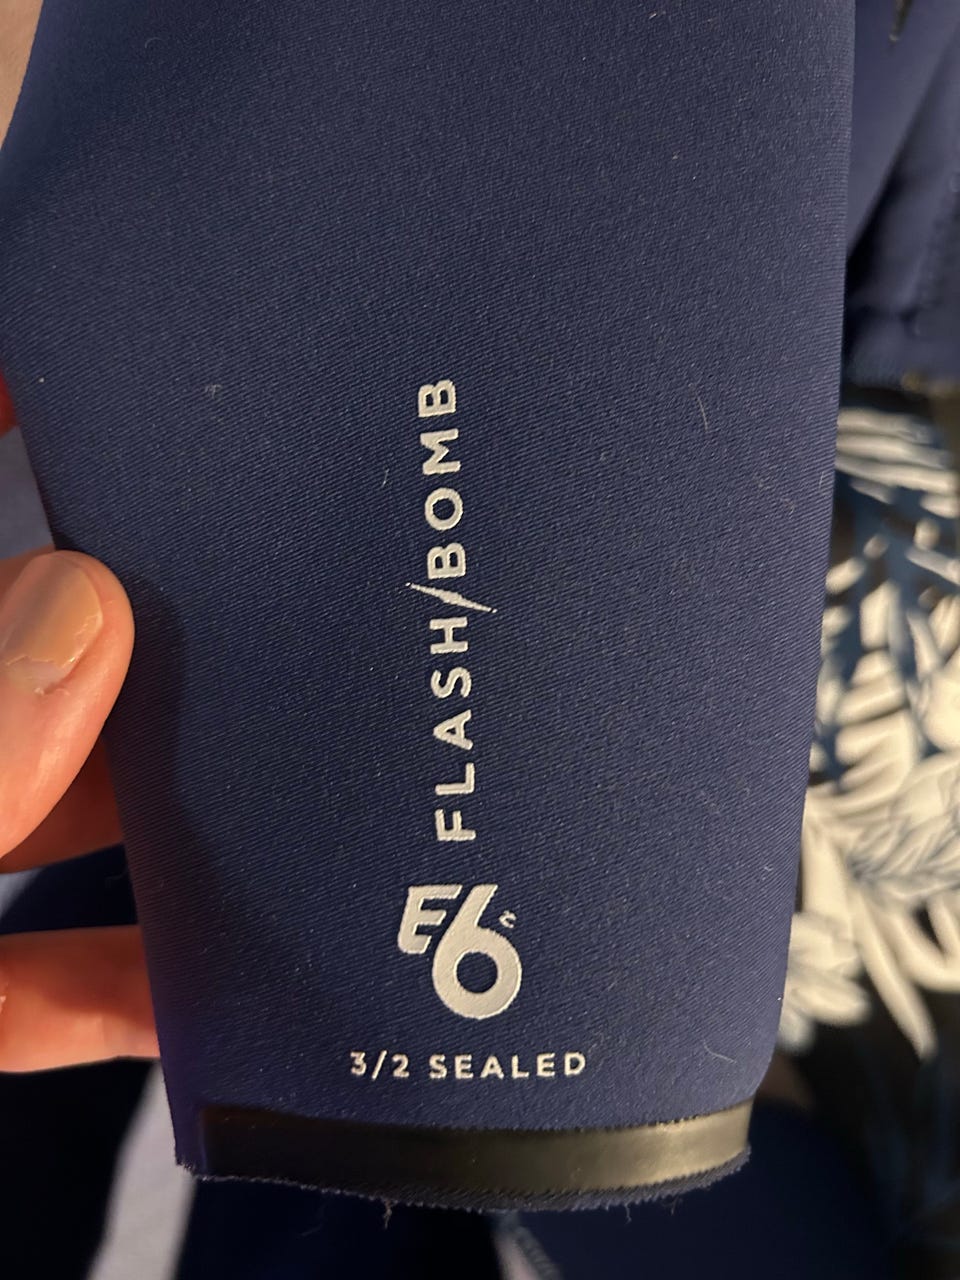 FLASH/BOMB
E6
3/2 SEALED